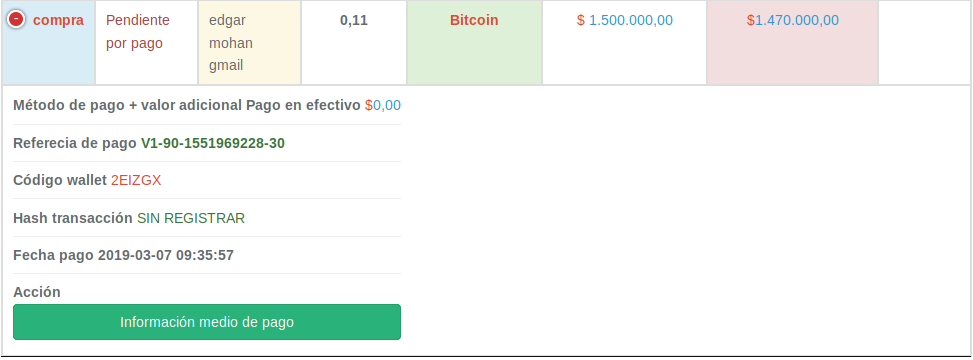 compra
Pendiente
por pago
edgar
mohan
gmail
0,11
Bitcoin
$ 1.500.000,00
$1.470.000,00
Método de pago + valor adicional Pago en efectivo $0,00
Referecia de pago V1-90-1551969228-30
Código wallet 2EIZGX
Hash transacción SIN REGISTRAR
Fecha pago 2019-03-07 09:35:57
Acción
Información medio de pago